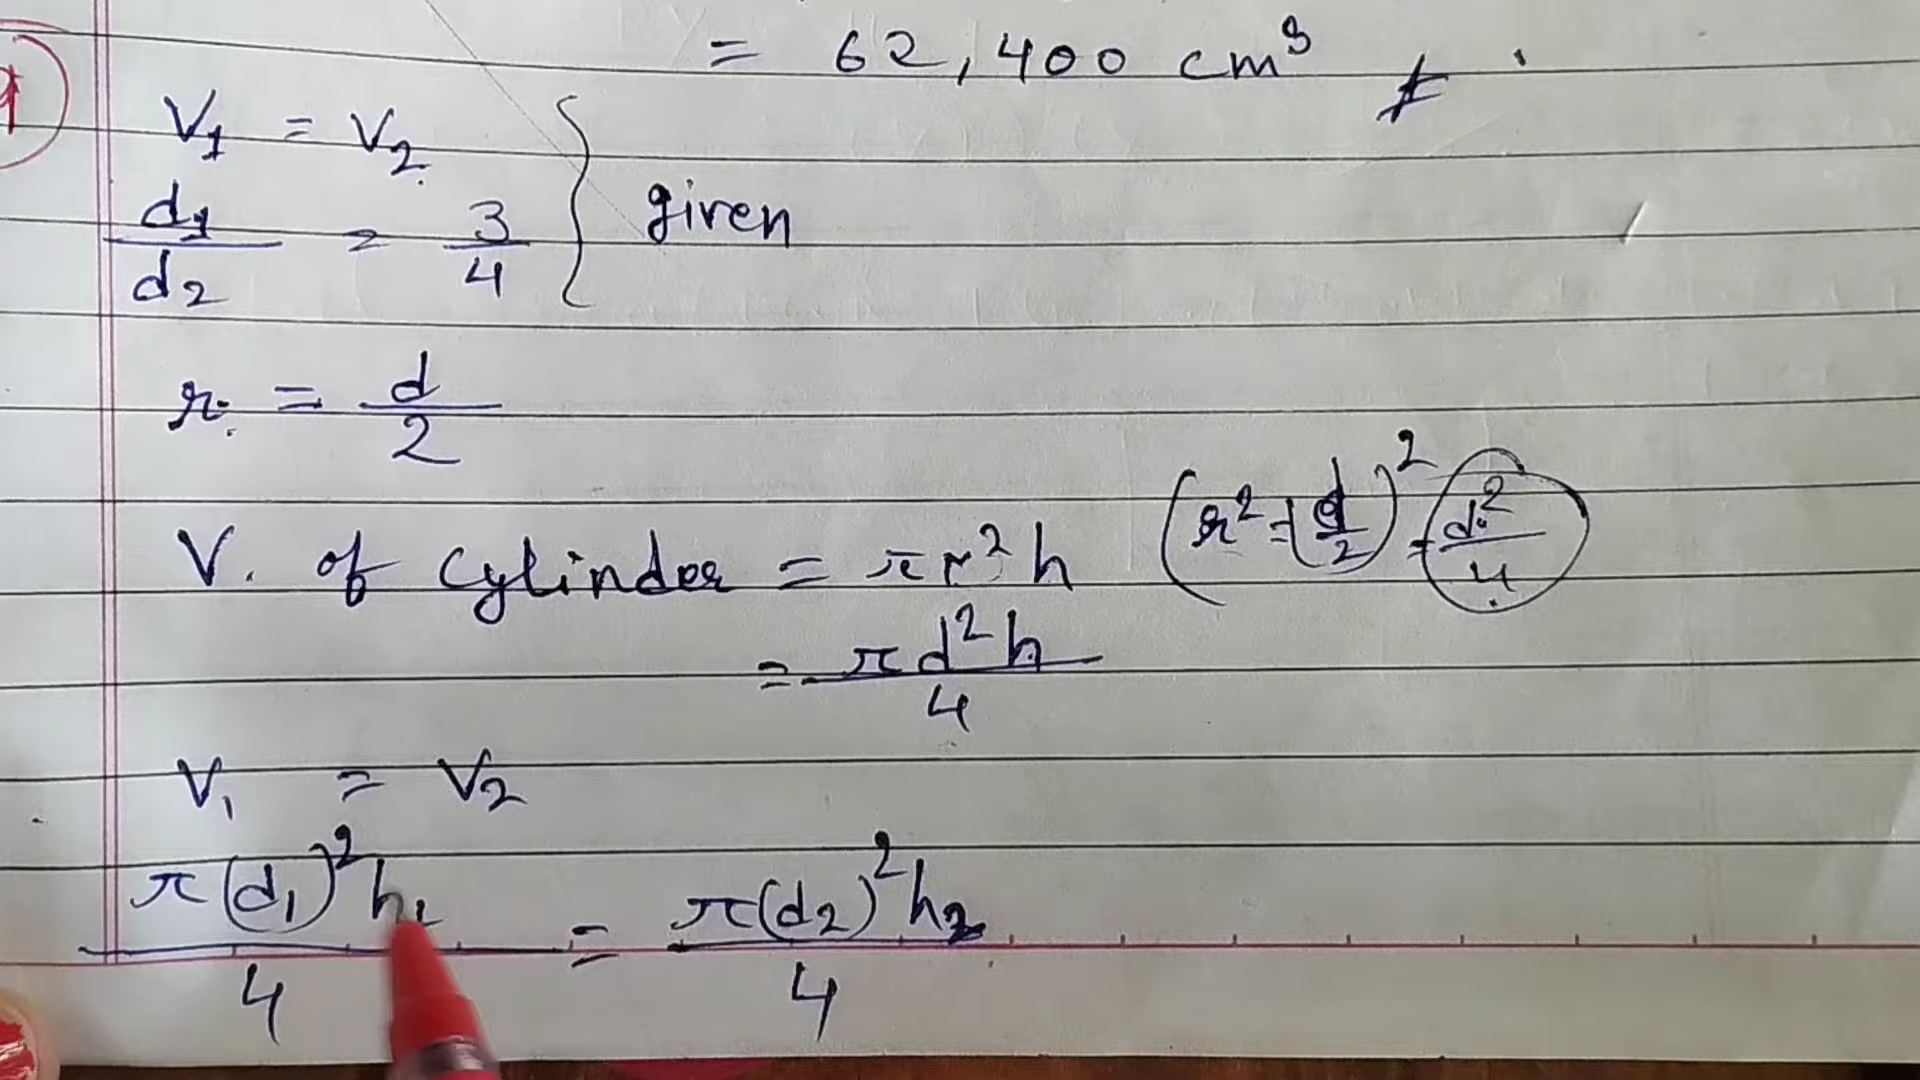 = 62,400 cm³
V₁ = V₂
d₁/d₂ = 3/4 } given
r = d/2
V. of cylinder = πr²h (r² = (d/2)² = d²/4
= πd²h/4
V₁ = V₂
π(d₁)²h₁/4 = π(d₂)²h₂/4